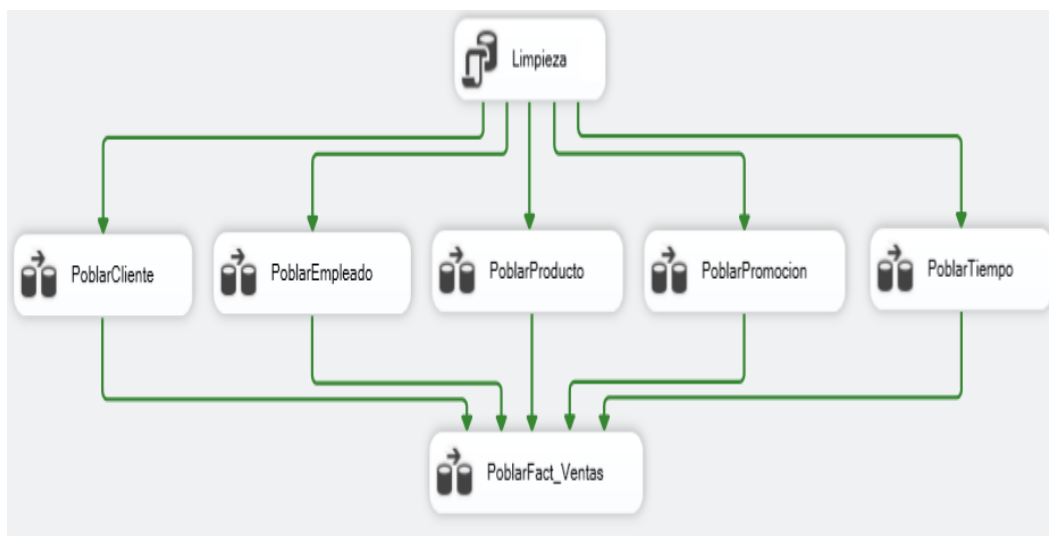 Limpieza
PoblarCliente
PoblarEmpleado
PoblarProducto
PoblarPromocion
PoblarTiempo
PoblarFact_Ventas